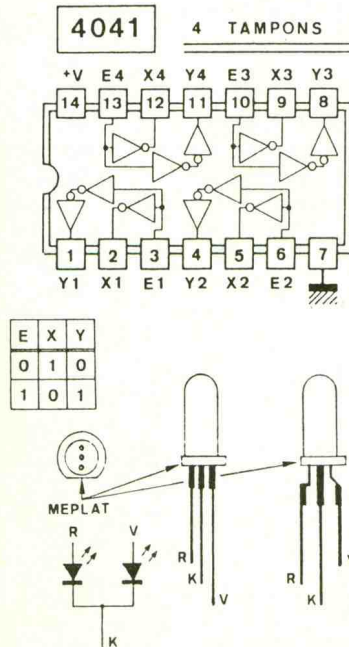 4041
4 TAMPONS
+V E4 X4 Y4 E3 X3 Y3
14 13 12 11 10 9 8
1 2 3 4 5 6 7
Y1 X1 E1 Y2 X2 E2
E X Y
0 1 0
1 0 1
MEPLAT
R V
K
R
K
V
R
K
V